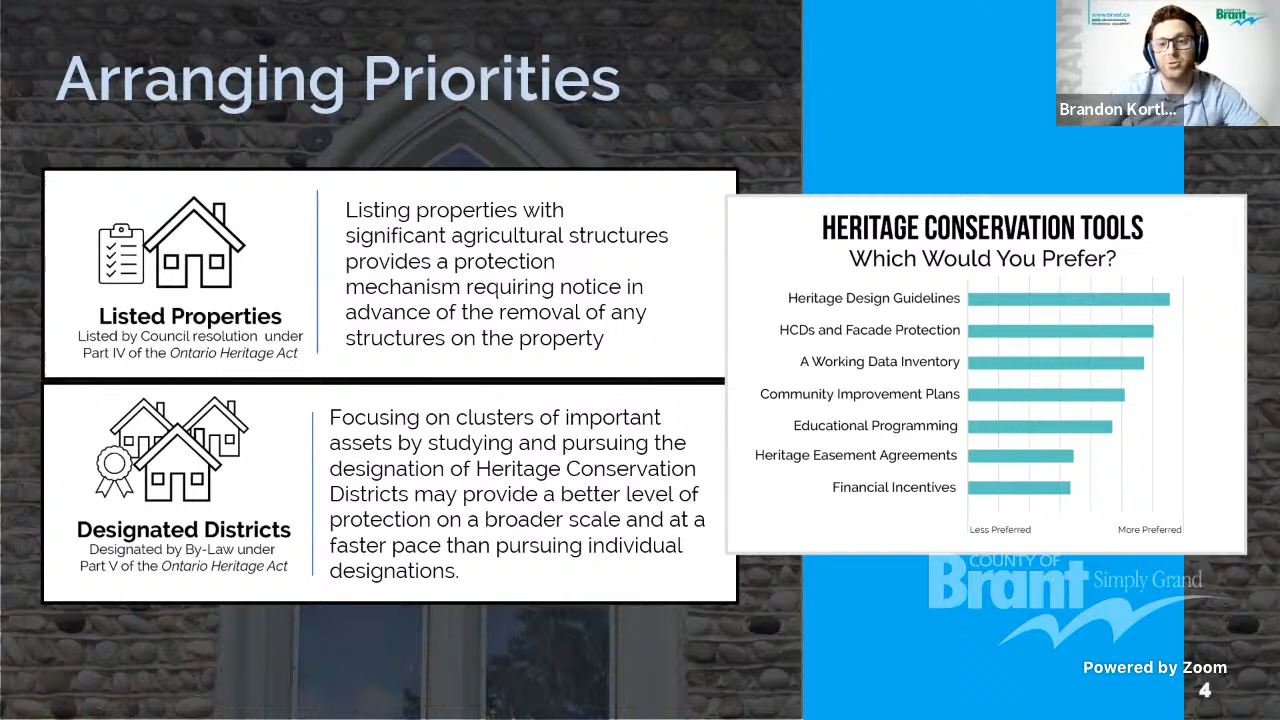 Arranging Priorities
Brant
Brandon Kortl...
Listed Properties
Listed by Council resolution under
Part IV of the Ontario Heritage Act
Listing properties with
significant agricultural structures
provides a protection
mechanism requiring notice in
advance of the removal of any
structures on the property
Designated Districts
Designated by By-Law under
Part V of the Ontario Heritage Act
Focusing on clusters of important
assets by studying and pursuing the
designation of Heritage Conservation
Districts may provide a better level of
protection on a broader scale and at a
faster pace than pursuing individual
designations.
HERITAGE CONSERVATION TOOLS
Which Would You Prefer?
Heritage Design Guidelines
HCDs and Facade Protection
A Working Data Inventory
Community Improvement Plans
Educational Programming
Heritage Easement Agreements
Financial Incentives
Less Preferred More Preferred
COUNTY OF
Brant Simply Grand
Powered by Zoom
4